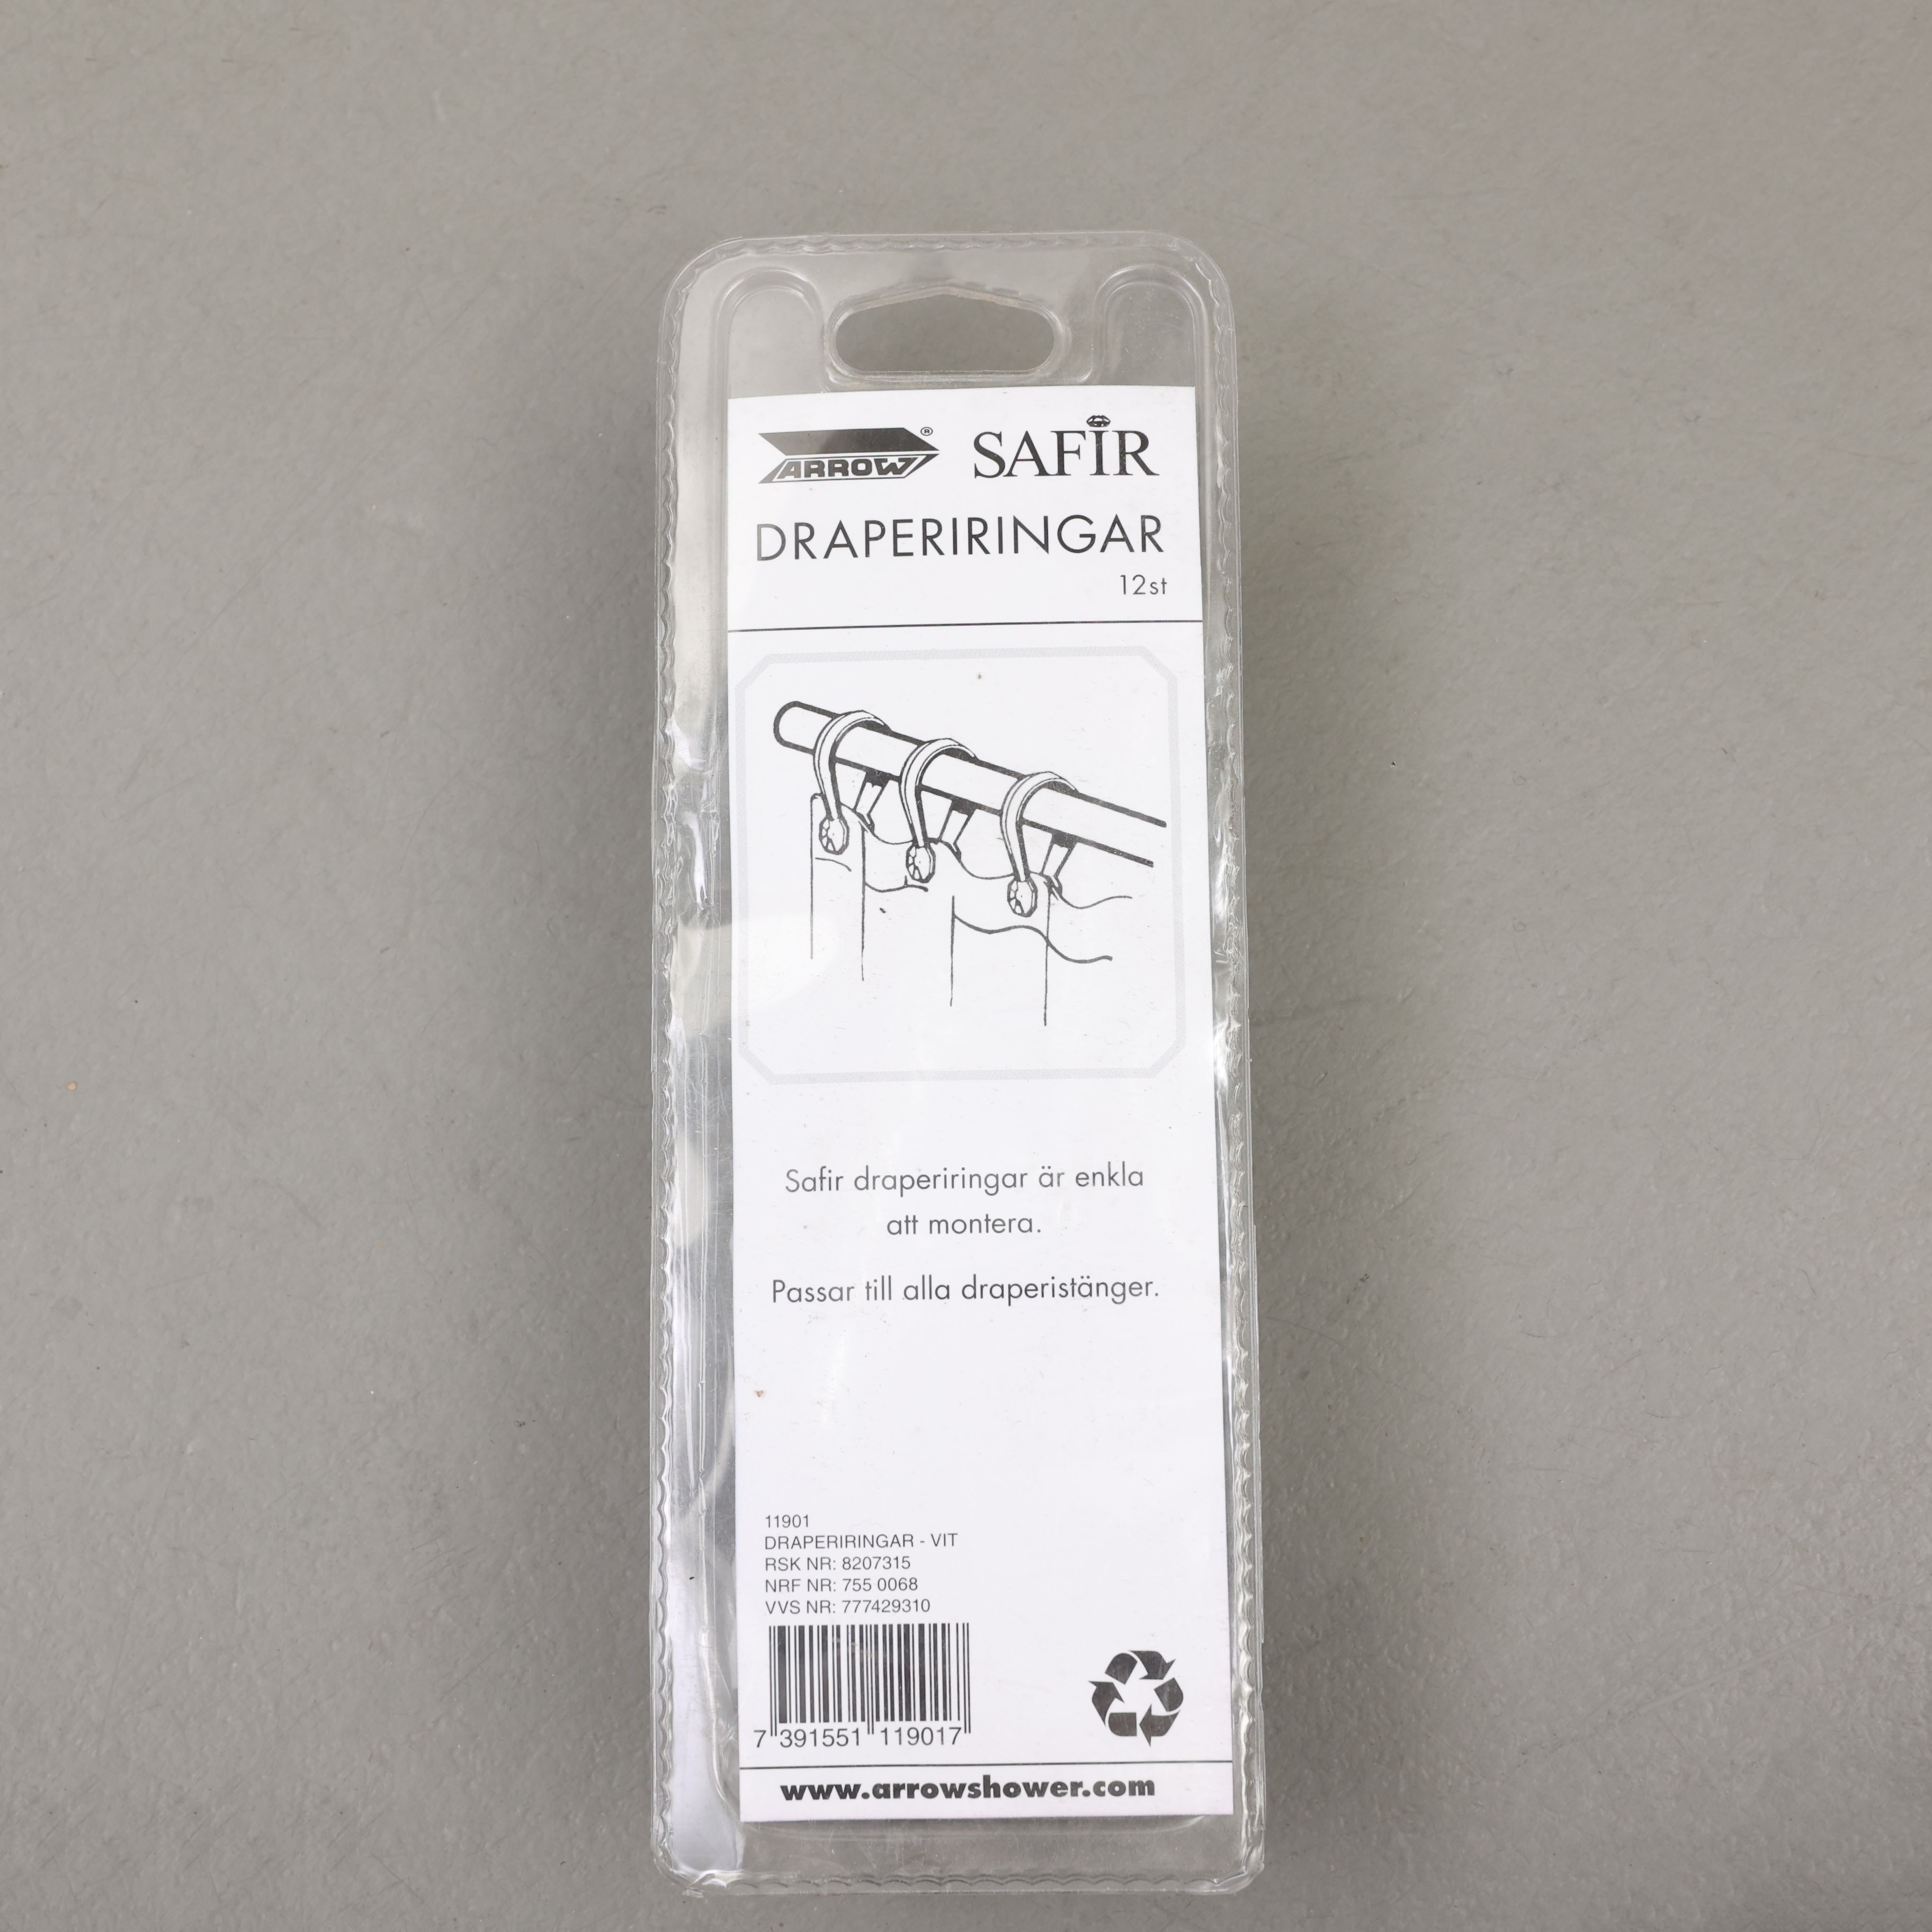 ARROW® SAFIR
DRAPERIRINGAR
12st
Safir draperiringar är enkla
att montera.
Passar till alla draperistänger.
11901
DRAPERIRINGAR - VIT
RSK NR: 8207315
NRF NR: 755 0068
VVS NR: 777429310
7 391551 119017
www.arrowshower.com